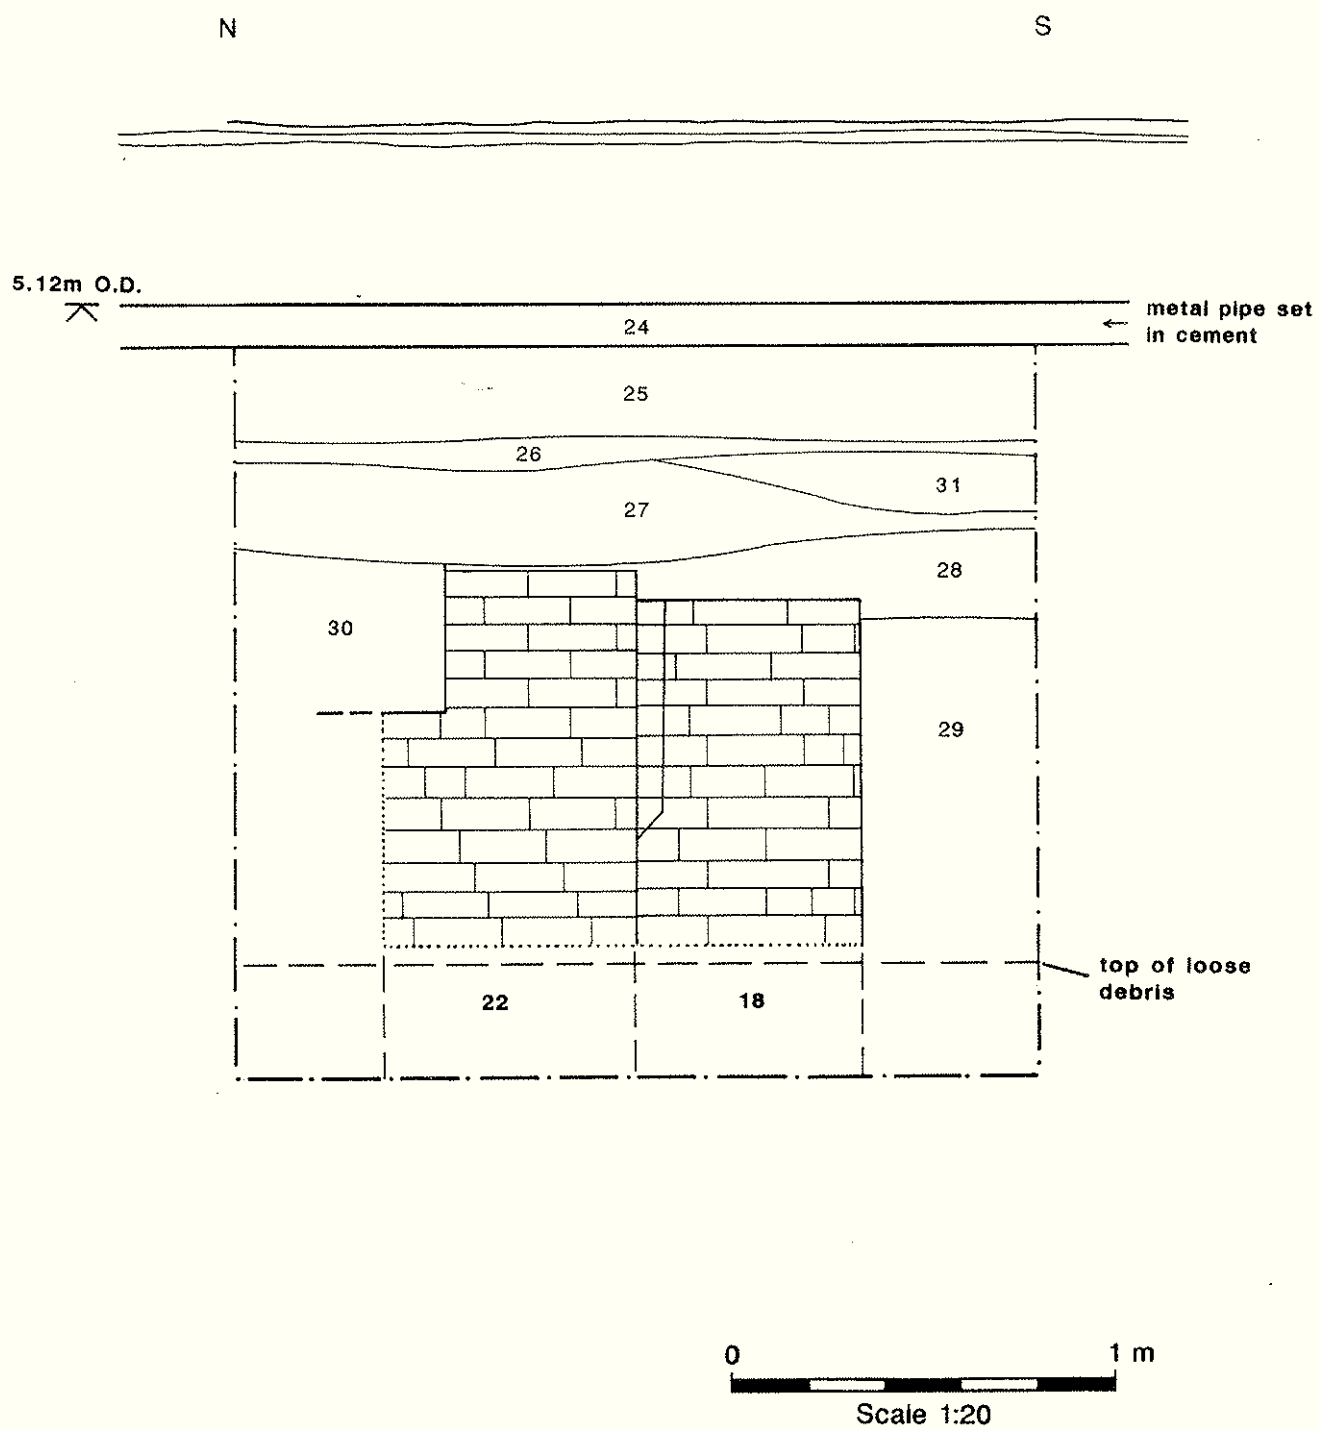 N
S
5.12m O.D.
24
metal pipe set
in cement
25
26
31
27
28
30
29
top of loose
debris
22
18
0
1 m
Scale 1:20